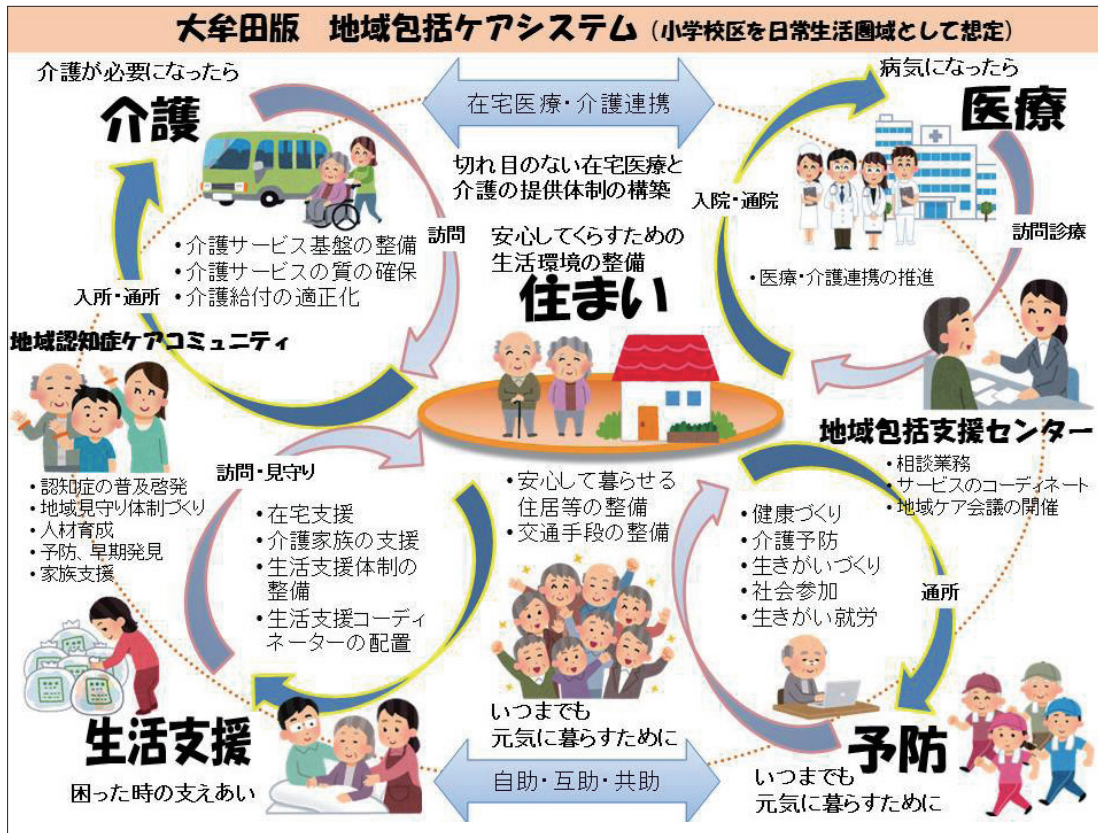 大牟田版　地域包括ケアシステム（小学校区を日常生活圏域として想定）
介護が必要になったら
介護
在宅医療・介護連携
切れ目のない在宅医療と
介護の提供体制の構築
病気になったら
医療
入院・通院
訪問診療
・医療・介護連携の推進
訪問
・介護サービス基盤の整備
・介護サービスの質の確保
・介護給付の適正化
入所・通所
安心してくらすための
生活環境の整備
住まい
地域認知症ケアコミュニティ
・認知症の普及啓発
・地域見守り体制づくり
・人材育成
・予防、早期発見
・家族支援
訪問・見守り
・在宅支援
・介護家族の支援
・生活支援体制の
整備
・生活支援コーディ
ネーターの配置
・安心して暮らせる
住居等の整備
・交通手段の整備
地域包括支援センター
・相談業務
・サービスのコーディネート
・地域ケア会議の開催
・健康づくり
・介護予防
・生きがいづくり
・社会参加
・生きがい就労
通所
生活支援
困った時の支えあい
いつまでも
元気に暮らすために
自助・互助・共助
予防
いつまでも
元気に暮らすために